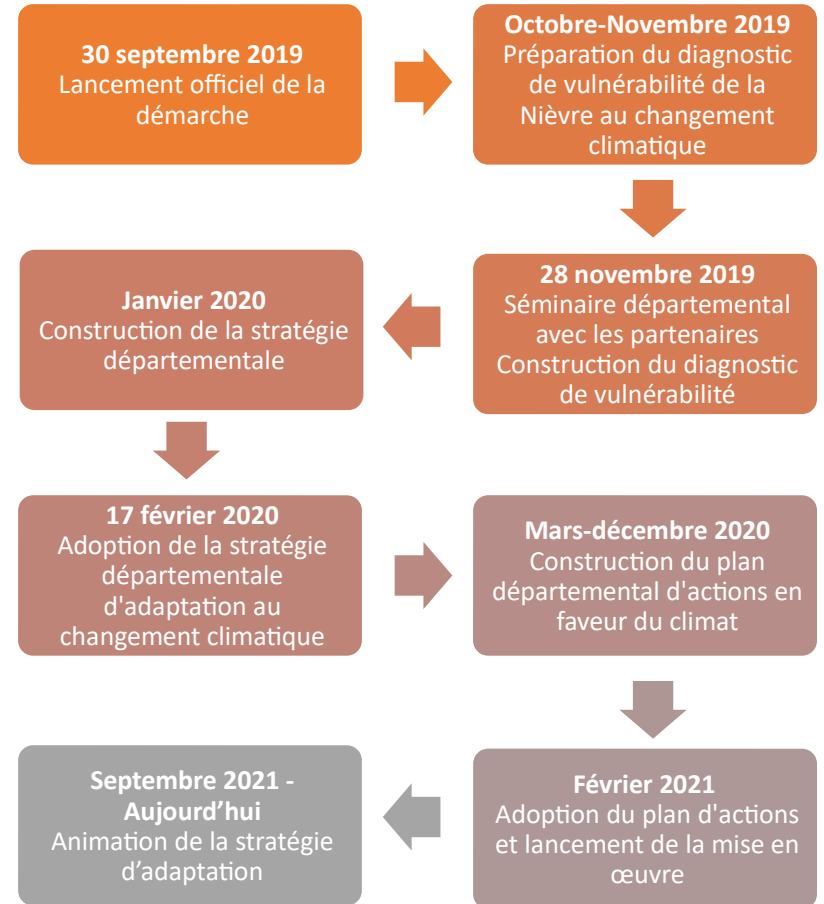 30 septembre 2019
Lancement officiel de la
démarche
Octobre-Novembre 2019
Préparation du diagnostic
de vulnérabilité de la
Nièvre au changement
climatique
28 novembre 2019
Séminaire départemental
avec les partenaires
Construction du diagnostic
de vulnérabilité
Janvier 2020
Construction de la stratégie
départementale
17 février 2020
Adoption de la stratégie
départementale
d'adaptation au
changement climatique
Mars-décembre 2020
Construction du plan
départemental d'actions en
faveur du climat
Février 2021
Adoption du plan d'actions
et lancement de la mise en
œuvre
Septembre 2021 -
Aujourd’hui
Animation de la stratégie
d’adaptation